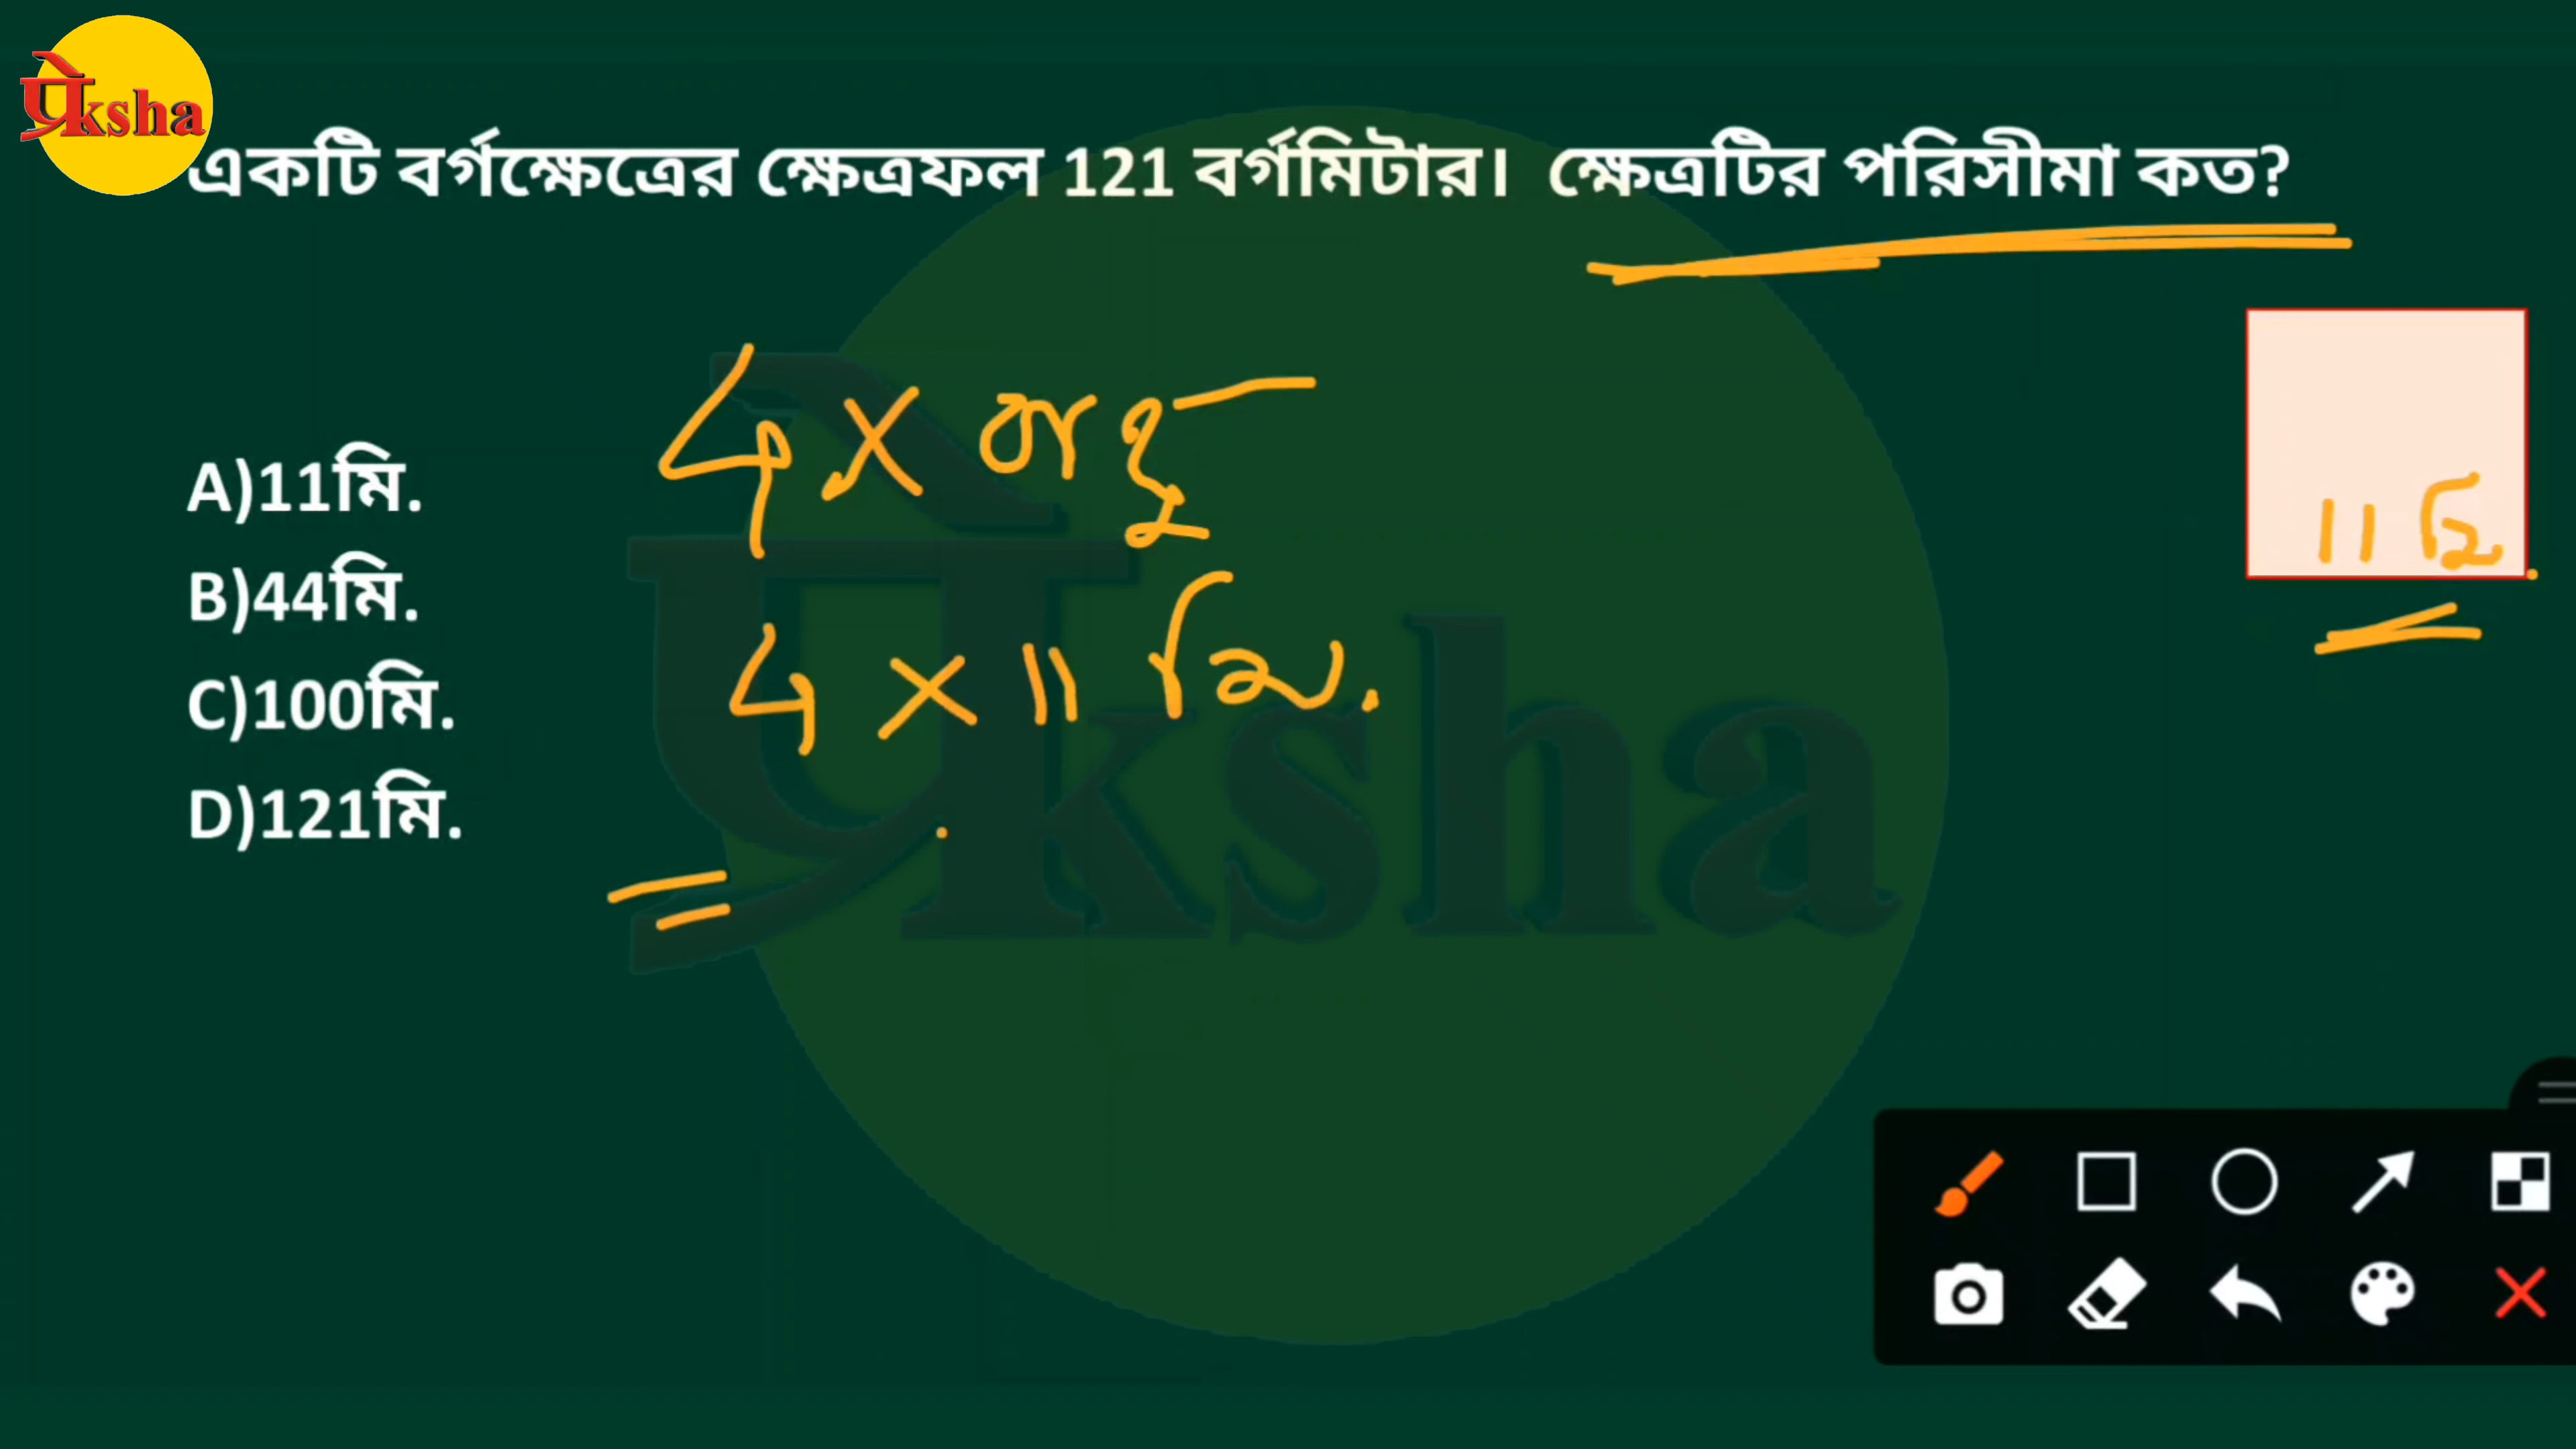 प्रेksha
একটি বর্গক্ষেত্রের ক্ষেত্রফল 121 বর্গমিটার। ক্ষেত্রটির পরিসীমা কত?
4 x বাহু
11 মি.
A)11মি.
4 x 11 মি.
B)44মি.
C)100মি.
D)121মি.
प्रेksha